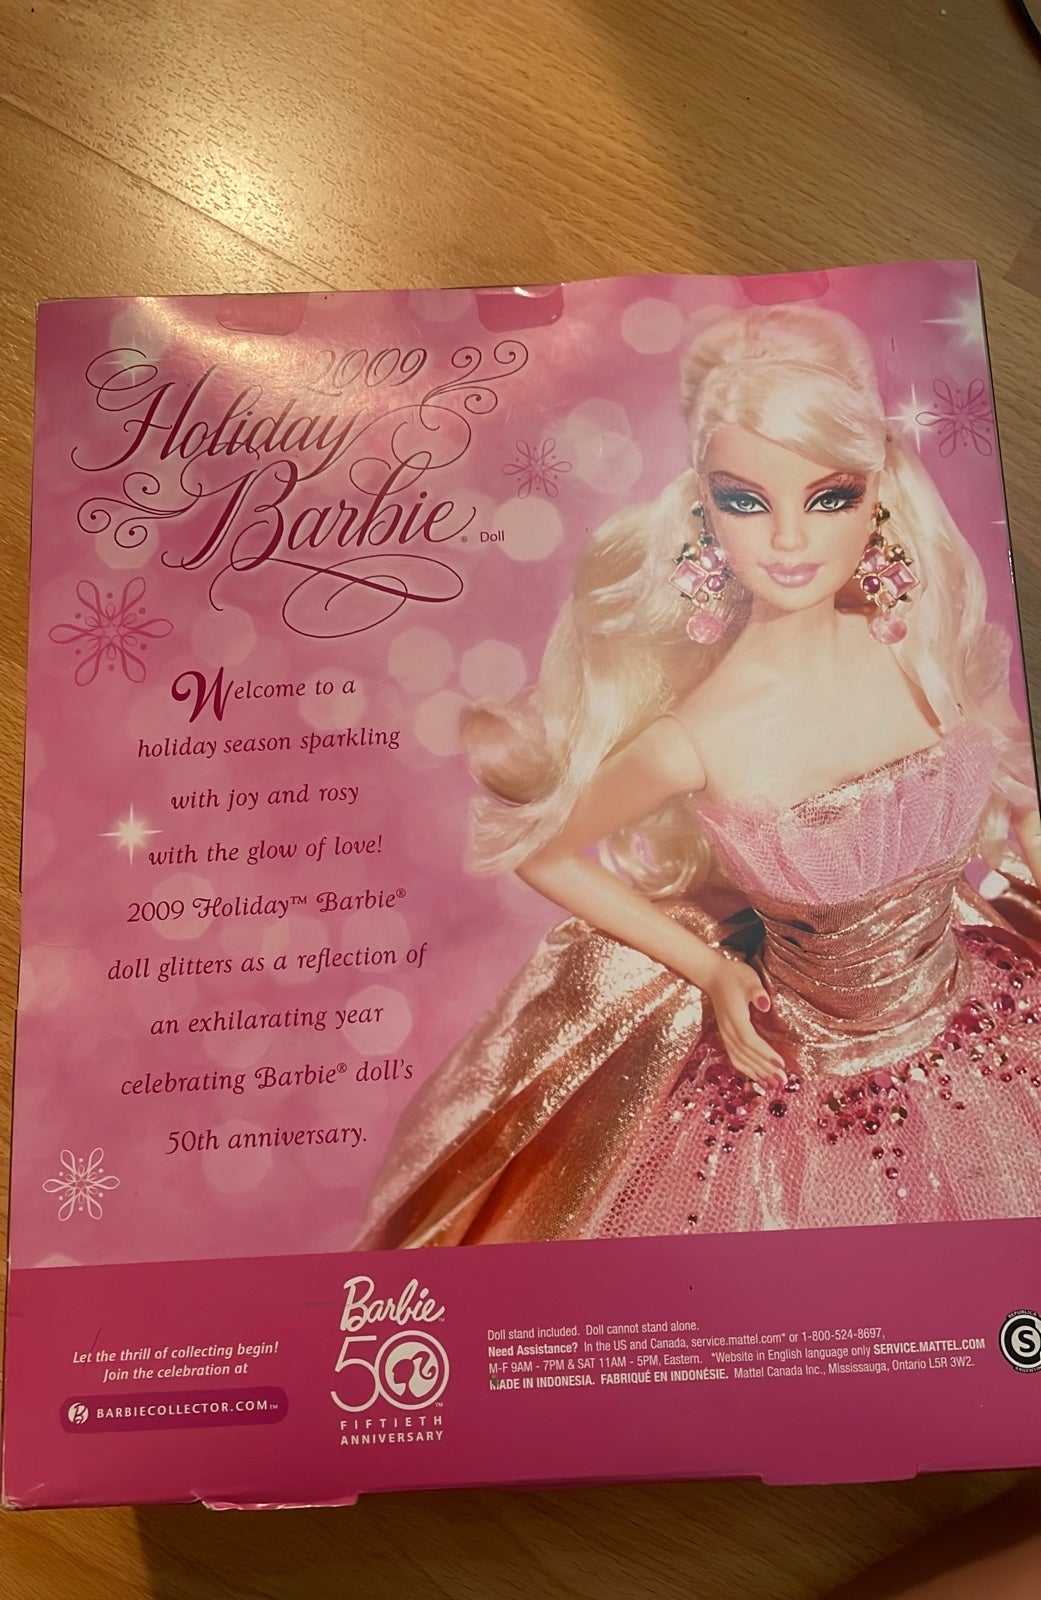 2009
Holiday
Barbie® Doll
Welcome to a
holiday season sparkling
with joy and rosy
with the glow of love!
2009 Holiday™ Barbie®
doll glitters as a reflection of
an exhilarating year
celebrating Barbie® doll's
50th anniversary.
Let the thrill of collecting begin!
Join the celebration at
BARBIECOLLECTOR.COM™
Barbie™
50™
FIFTIETH
ANNIVERSARY
Doll stand included. Doll cannot stand alone.
Need Assistance? In the US and Canada, service.mattel.com* or 1-800-524-8697,
M-F 9AM - 7PM & SAT 11AM - 5PM, Eastern. *Website in English language only SERVICE.MATTEL.COM
MADE IN INDONESIA. FABRIQUÉ EN INDONÉSIE. Mattel Canada Inc., Mississauga, Ontario L5R 3W2.
S